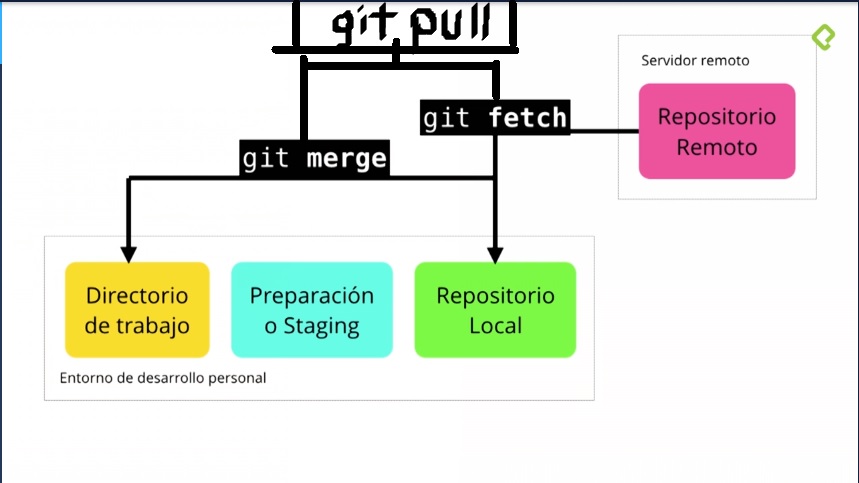 git pull
Servidor remoto
git fetch
Repositorio
Remoto
git merge
Directorio
de trabajo
Preparación
o Staging
Repositorio
Local
Entorno de desarrollo personal